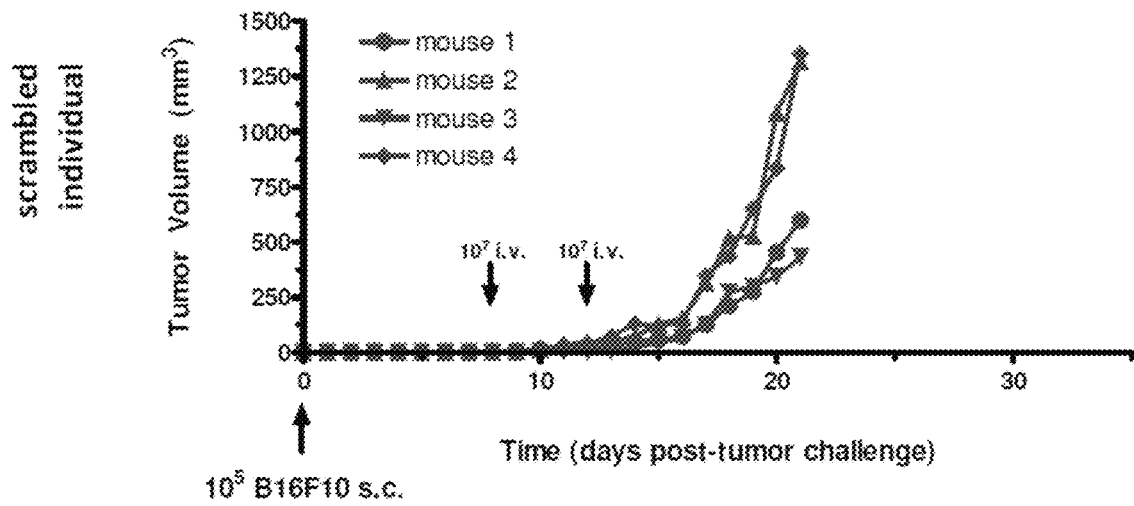 scrambled
individual
Tumor Volume (mm³)
1500
1250
1000
750
500
250
0
mouse 1
mouse 2
mouse 3
mouse 4
10⁷ i.v.
10⁷ i.v.
0
10
20
30
Time (days post-tumor challenge)
10⁵ B16F10 s.c.